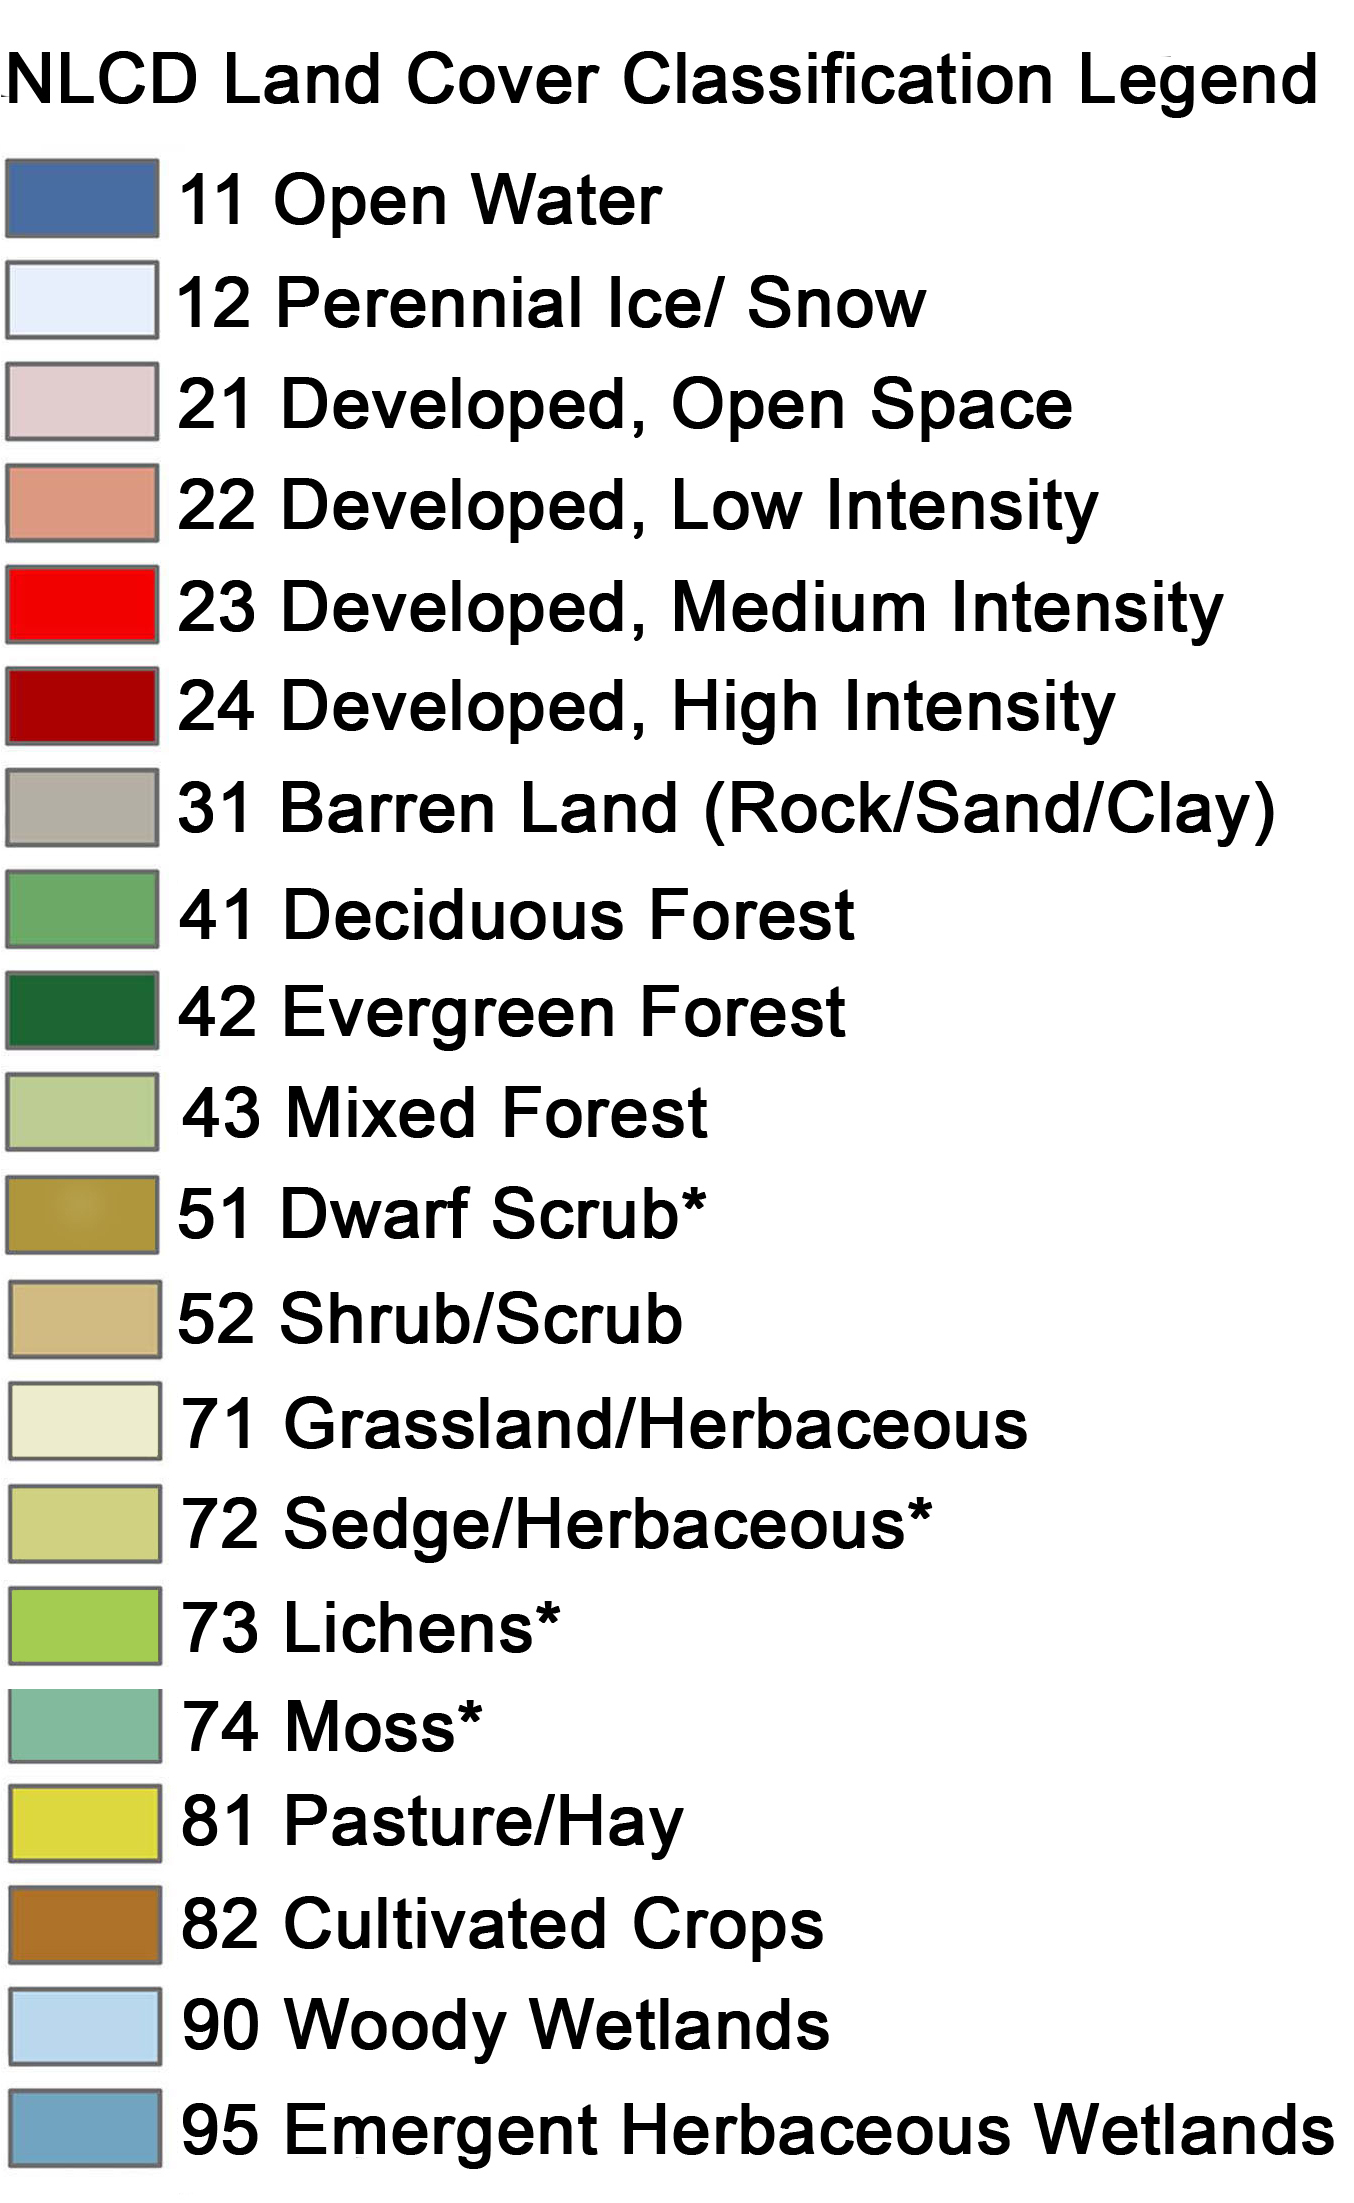 NLCD Land Cover Classification Legend
11 Open Water
12 Perennial Ice/ Snow
21 Developed, Open Space
22 Developed, Low Intensity
23 Developed, Medium Intensity
24 Developed, High Intensity
31 Barren Land (Rock/Sand/Clay)
41 Deciduous Forest
42 Evergreen Forest
43 Mixed Forest
51 Dwarf Scrub*
52 Shrub/Scrub
71 Grassland/Herbaceous
72 Sedge/Herbaceous*
73 Lichens*
74 Moss*
81 Pasture/Hay
82 Cultivated Crops
90 Woody Wetlands
95 Emergent Herbaceous Wetlands